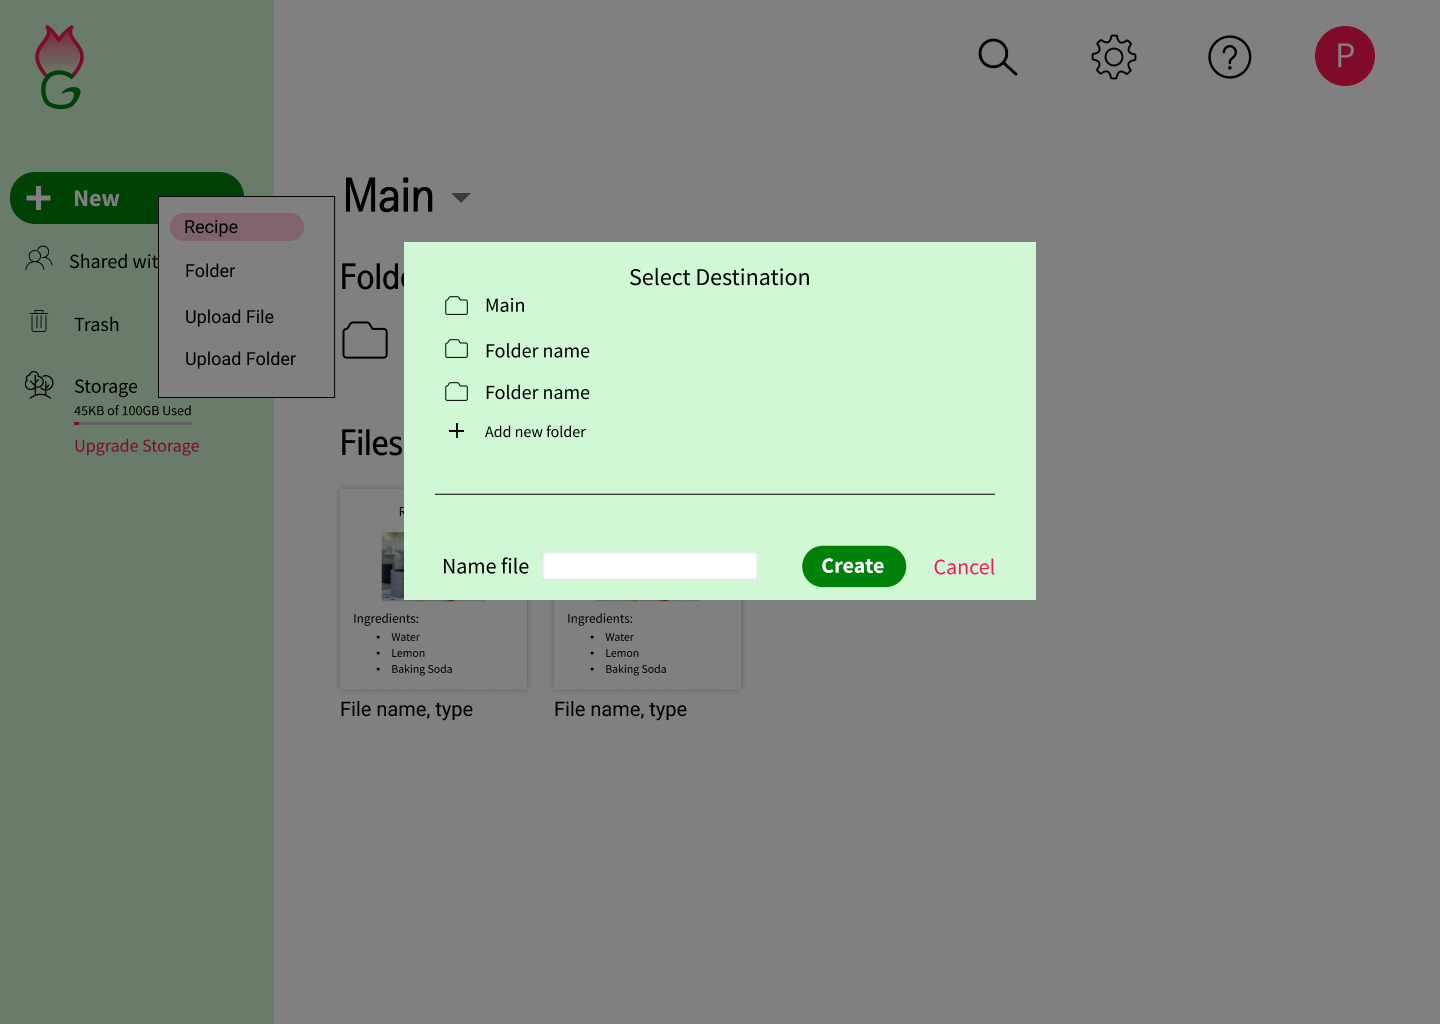 G
P
New
Main
Recipe
Shared wit
Folder
Upload File
Trash
Upload Folder
Storage
45KB of 100GB Used
Upgrade Storage
Folde
Select Destination
Main
Folder name
Folder name
Add new folder
Files
Name file
Create
Cancel
R
Ingredients:
• Water
• Lemon
• Baking Soda
File name, type
Ingredients:
• Water
• Lemon
• Baking Soda
File name, type